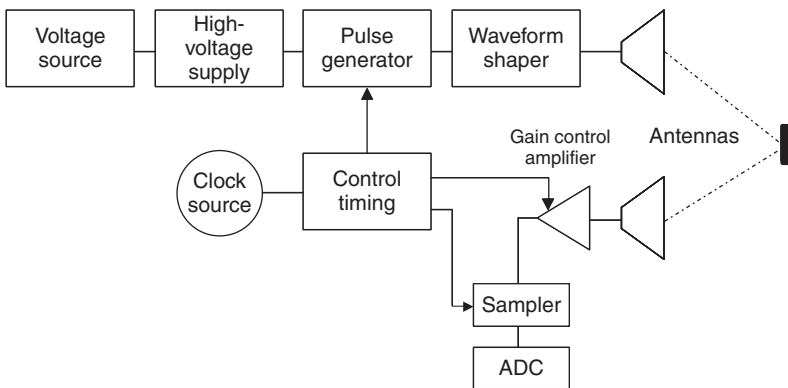 Voltage
source
High-
voltage
supply
Pulse
generator
Waveform
shaper
Gain control
amplifier
Antennas
Clock
source
Control
timing
Sampler
ADC